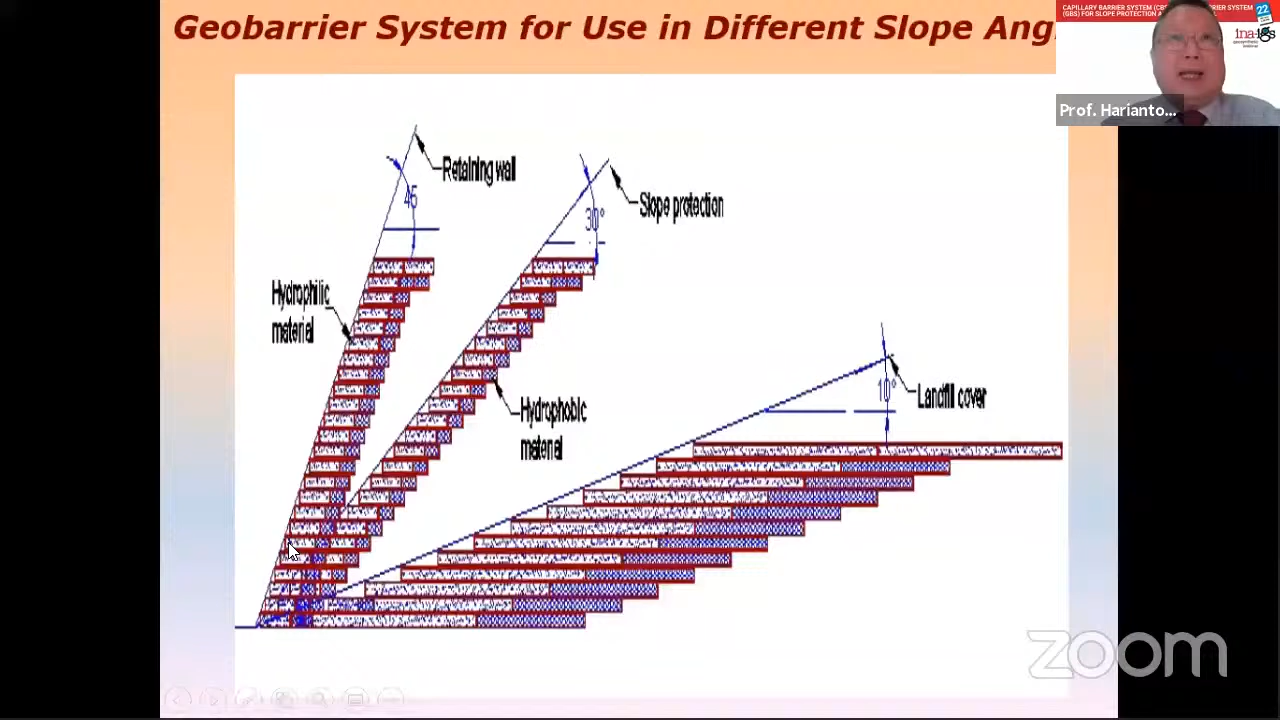 Geobarrier System for Use in Different Slope Ang
Prof. Harianto...
Retaining wall
45
Slope protection
30°
Hydrophilic
material
Hydrophobic
material
10°
Landfill cover
zoom